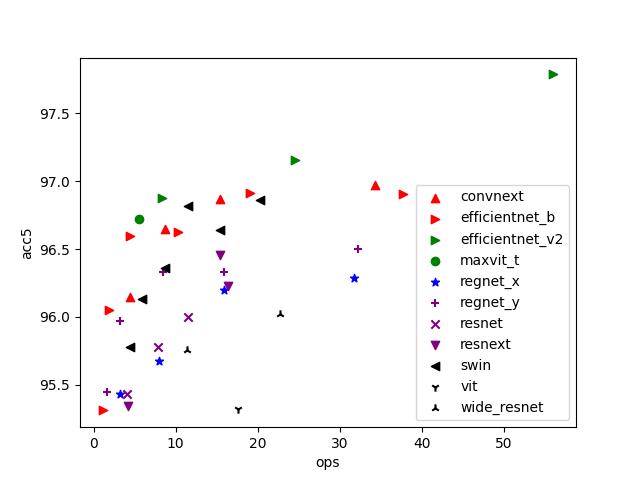 97.5
97.0
96.5
96.0
95.5
acc5
0 10 20 30 40 50
ops
convnext
efficientnet_b
efficientnet_v2
maxvit_t
regnet_x
regnet_y
resnet
resnext
swin
vit
wide_resnet